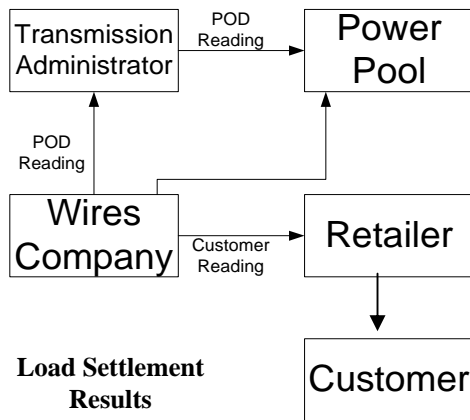 Transmission
Administrator
POD
Reading
Power
Pool
POD
Reading
Wires
Company
Customer
Reading
Retailer
Load Settlement
Results
Customer